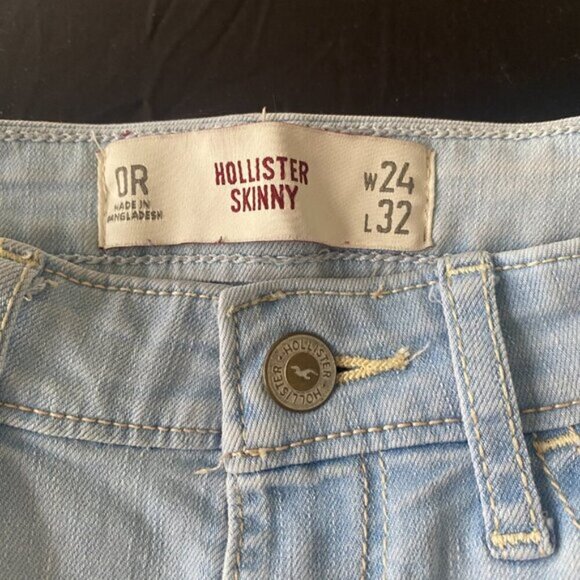 0R
MADE IN
BANGLADESH
HOLLISTER
SKINNY
W24
L32
HOLLISTER
HOLLISTER